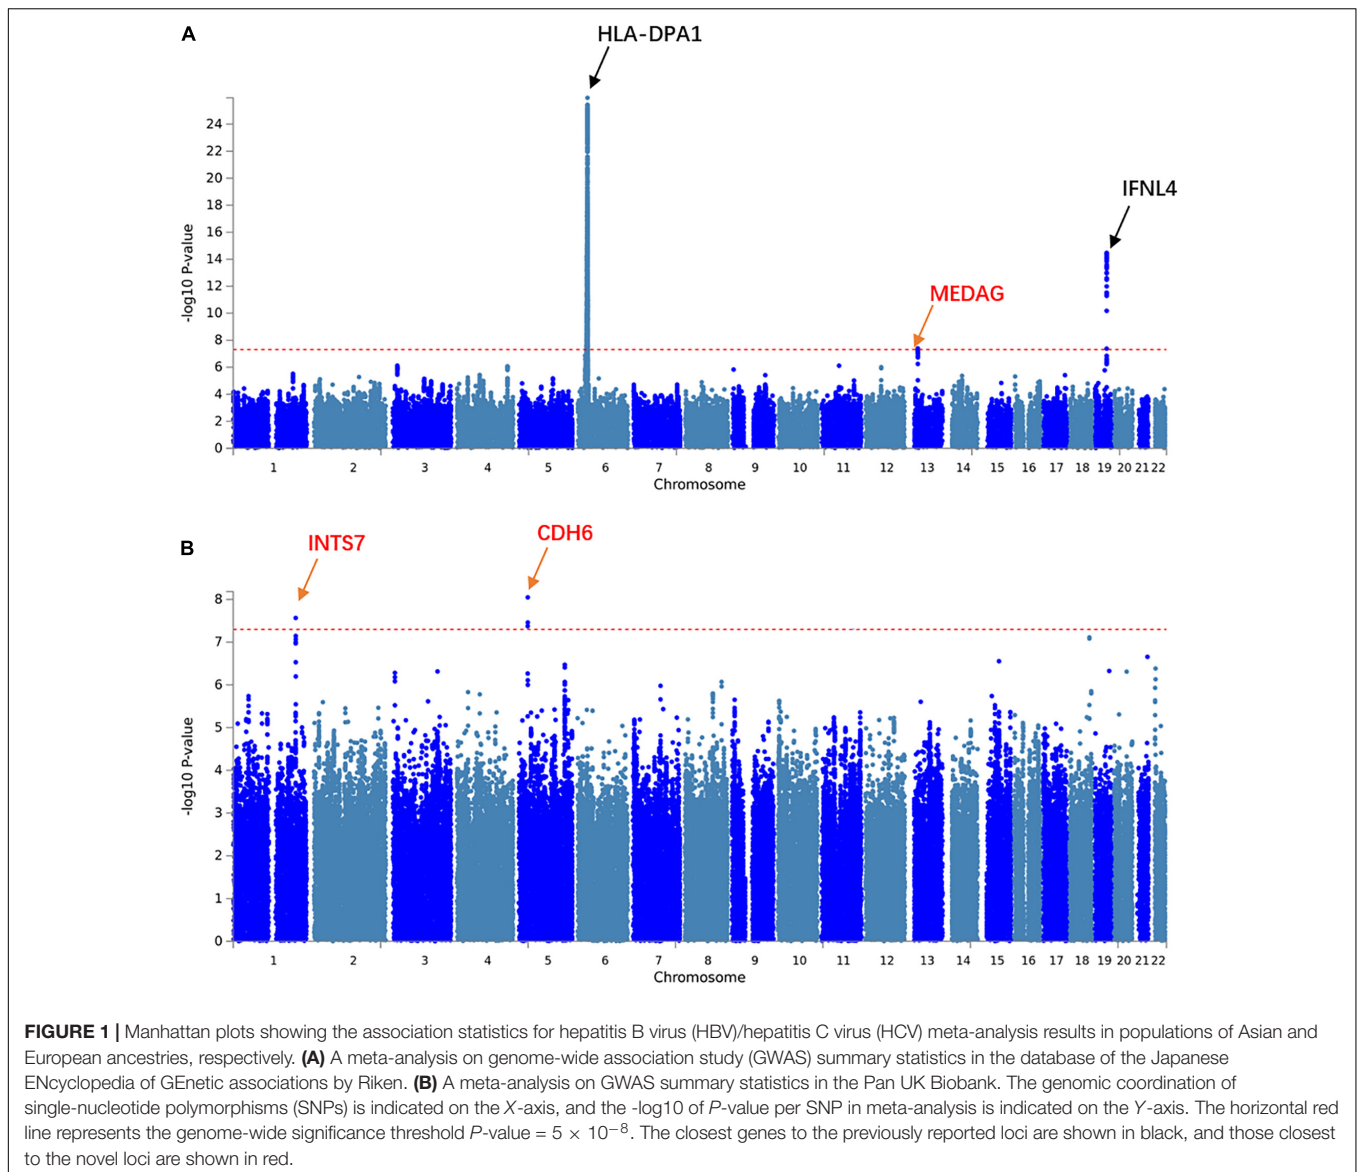 A
HLA-DPA1
IFNL4
MEDAG
-log10 P-value
24
22
20
18
16
14
12
10
8
6
4
2
0
1 2 3 4 5 6 7 8 9 10 11 12 13 14 15 16 17 18 19 20 21 22
Chromosome
B
INTS7
CDH6
-log10 P-value
8
7
6
5
4
3
2
1
0
1 2 3 4 5 6 7 8 9 10 11 12 13 14 15 16 17 18 19 20 21 22
Chromosome
FIGURE 1 | Manhattan plots showing the association statistics for hepatitis B virus (HBV)/hepatitis C virus (HCV) meta-analysis results in populations of Asian and
European ancestries, respectively. (A) A meta-analysis on genome-wide association study (GWAS) summary statistics in the database of the Japanese
ENcyclopedia of GEnetic associations by Riken. (B) A meta-analysis on GWAS summary statistics in the Pan UK Biobank. The genomic coordination of
single-nucleotide polymorphisms (SNPs) is indicated on the X-axis, and the -log10 of P-value per SNP in meta-analysis is indicated on the Y-axis. The horizontal red
line represents the genome-wide significance threshold P-value = 5 × 10⁻⁸. The closest genes to the previously reported loci are shown in black, and those closest
to the novel loci are shown in red.